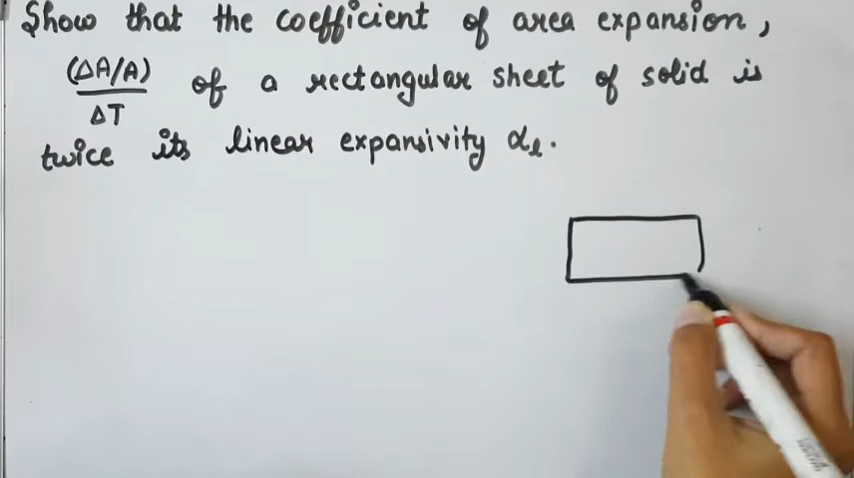 Show that the coefficient of area expansion,
(ΔA/A)
ΔT
of a rectangular sheet of solid is
twice its linear expansivity αₗ.